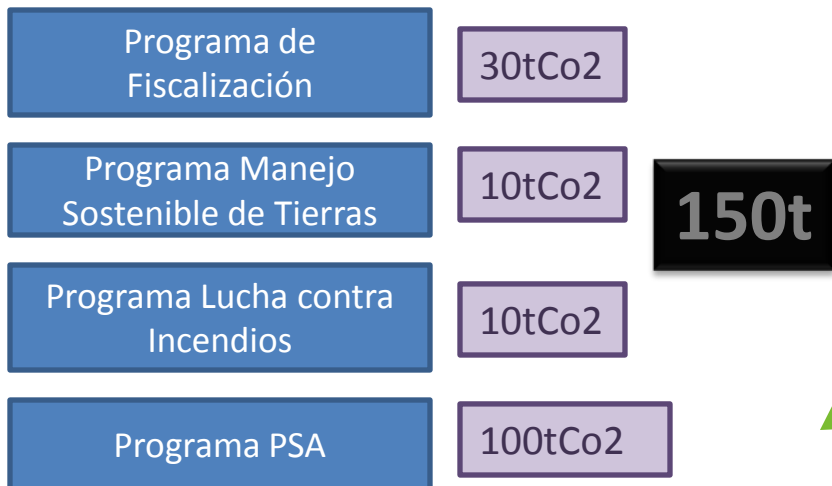 Programa de
Fiscalización
30tCo2
Programa Manejo
Sostenible de Tierras
10tCo2
150t
Programa Lucha contra
Incendios
10tCo2
Programa PSA
100tCo2